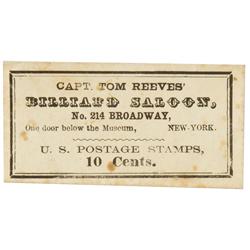 CAPT. TOM REEVES'
BILLIARD SALOON,
No. 214 BROADWAY,
One door below the Museum, NEW-YORK.
U. S. POSTAGE STAMPS,
10 Cents.